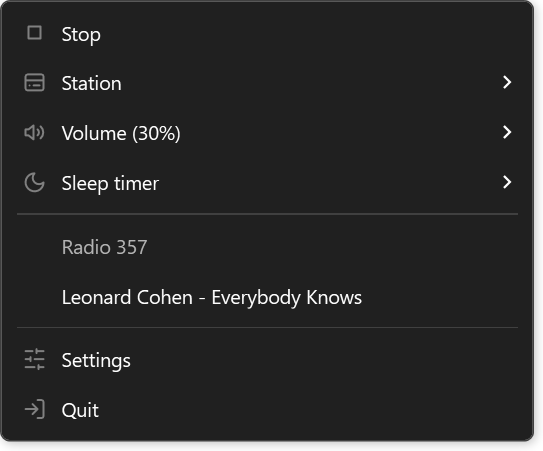 Stop
Station
Volume (30%)
Sleep timer
Radio 357
Leonard Cohen - Everybody Knows
Settings
Quit